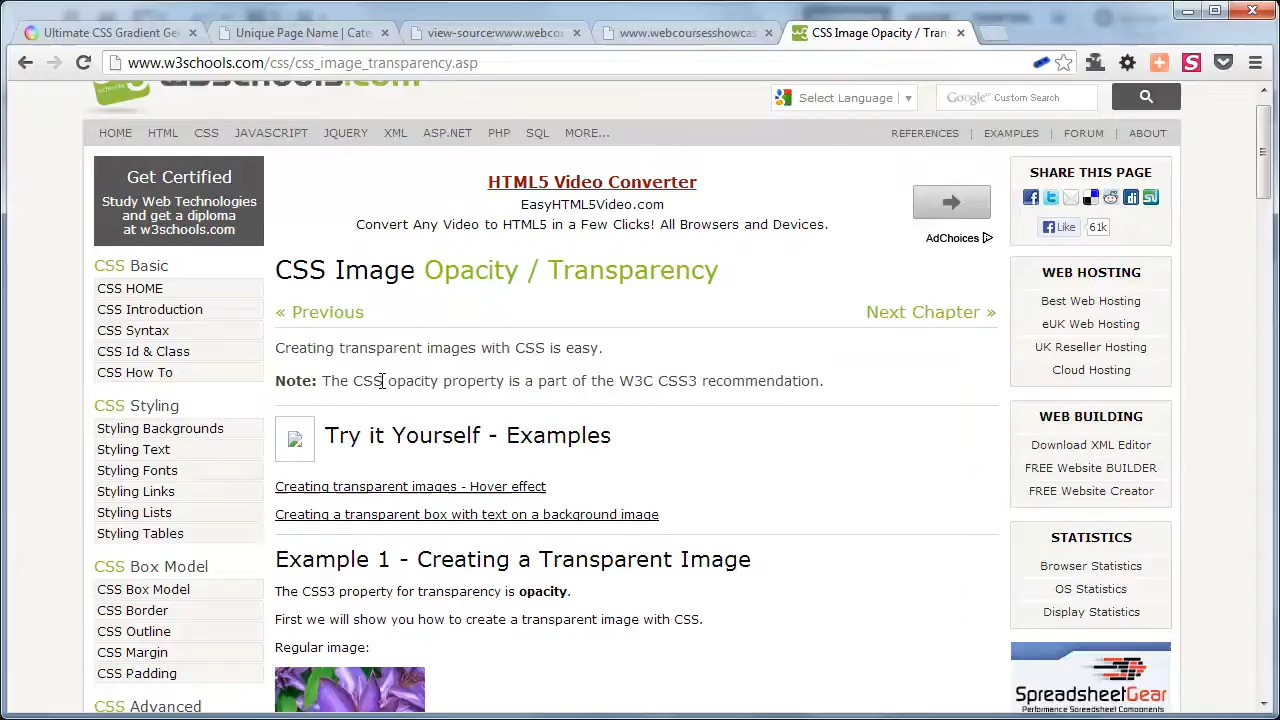 Ultimate CSS Gradient Ge
Unique Page Name | Cat
view-source:www.webcou
www.webcoursesshowcas
CSS Image Opacity / Tran
www.w3schools.com/css/css_image_transparency.asp
Select Language
Google Custom Search
HOME HTML CSS JAVASCRIPT JQUERY XML ASP.NET PHP SQL MORE...
REFERENCES | EXAMPLES | FORUM | ABOUT
Get Certified
Study Web Technologies
and get a diploma
at w3schools.com
CSS Basic
CSS HOME
CSS Introduction
CSS Syntax
CSS Id & Class
CSS How To
CSS Styling
Styling Backgrounds
Styling Text
Styling Fonts
Styling Links
Styling Lists
Styling Tables
CSS Box Model
CSS Box Model
CSS Border
CSS Outline
CSS Margin
CSS Padding
CSS Advanced
HTML5 Video Converter
EasyHTML5Video.com
Convert Any Video to HTML5 in a Few Clicks! All Browsers and Devices.
AdChoices
CSS Image Opacity / Transparency
« Previous
Next Chapter »
Creating transparent images with CSS is easy.
Note: The CSS opacity property is a part of the W3C CSS3 recommendation.
Try it Yourself - Examples
Creating transparent images - Hover effect
Creating a transparent box with text on a background image
Example 1 - Creating a Transparent Image
The CSS3 property for transparency is opacity.
First we will show you how to create a transparent image with CSS.
Regular image:
SHARE THIS PAGE
Like 61k
WEB HOSTING
Best Web Hosting
eUK Web Hosting
UK Reseller Hosting
Cloud Hosting
WEB BUILDING
Download XML Editor
FREE Website BUILDER
FREE Website Creator
STATISTICS
Browser Statistics
OS Statistics
Display Statistics
SpreadsheetGear
Performance Spreadsheet Components